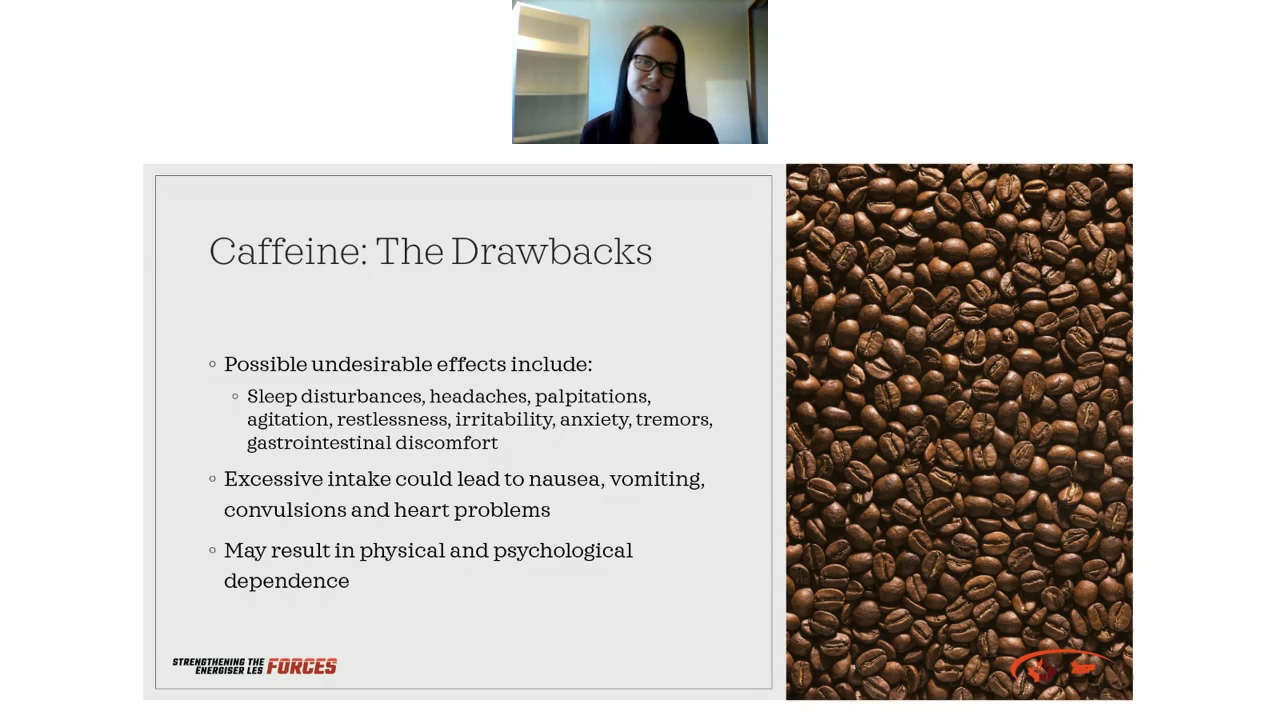 Caffeine: The Drawbacks
◦ Possible undesirable effects include:
◦ Sleep disturbances, headaches, palpitations,
agitation, restlessness, irritability, anxiety, tremors,
gastrointestinal discomfort
◦ Excessive intake could lead to nausea, vomiting,
convulsions and heart problems
◦ May result in physical and psychological
dependence
STRENGTHENING THE
ÉNERGISER LES FORCES